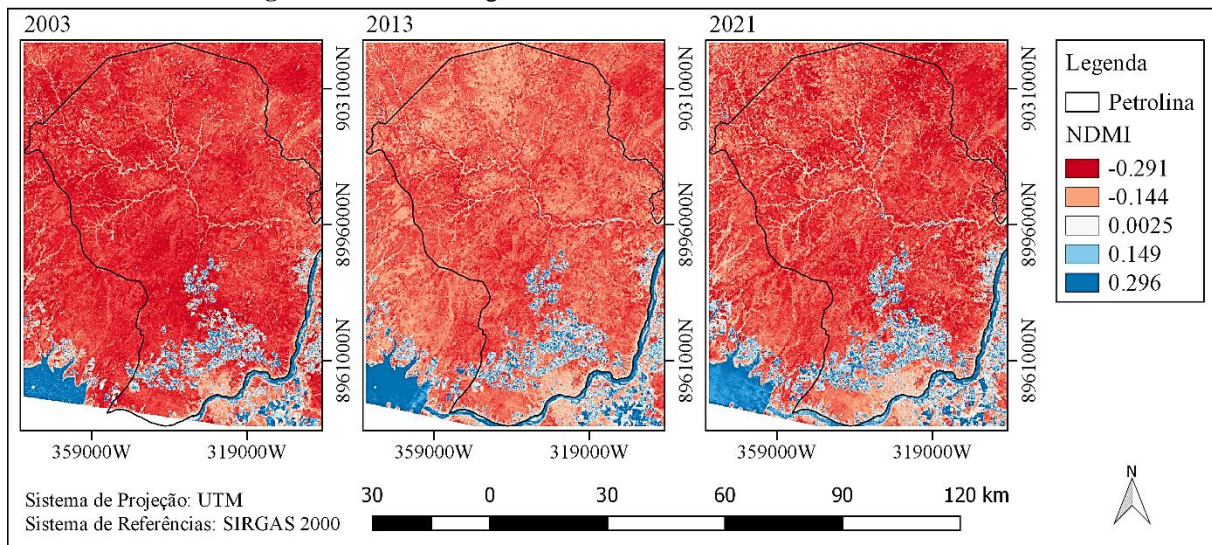 2003
2013
2021
9031000N
8996000N
8961000N
9031000N
8996000N
8961000N
9031000N
8996000N
8961000N
359000W
319000W
359000W
319000W
359000W
319000W
Legenda
Petrolina
NDMI
-0.291
-0.144
0.0025
0.149
0.296
Sistema de Projeção: UTM
Sistema de Referências: SIRGAS 2000
30 0 30 60 90 120 km
N